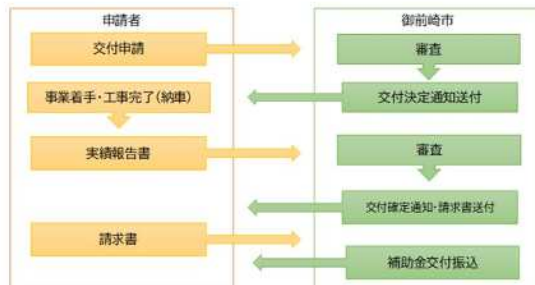 申請者
御前崎市
交付申請
審査
事業着手・工事完了(納車)
交付決定通知送付
実績報告書
審査
交付確定通知・請求書送付
請求書
補助金交付振込